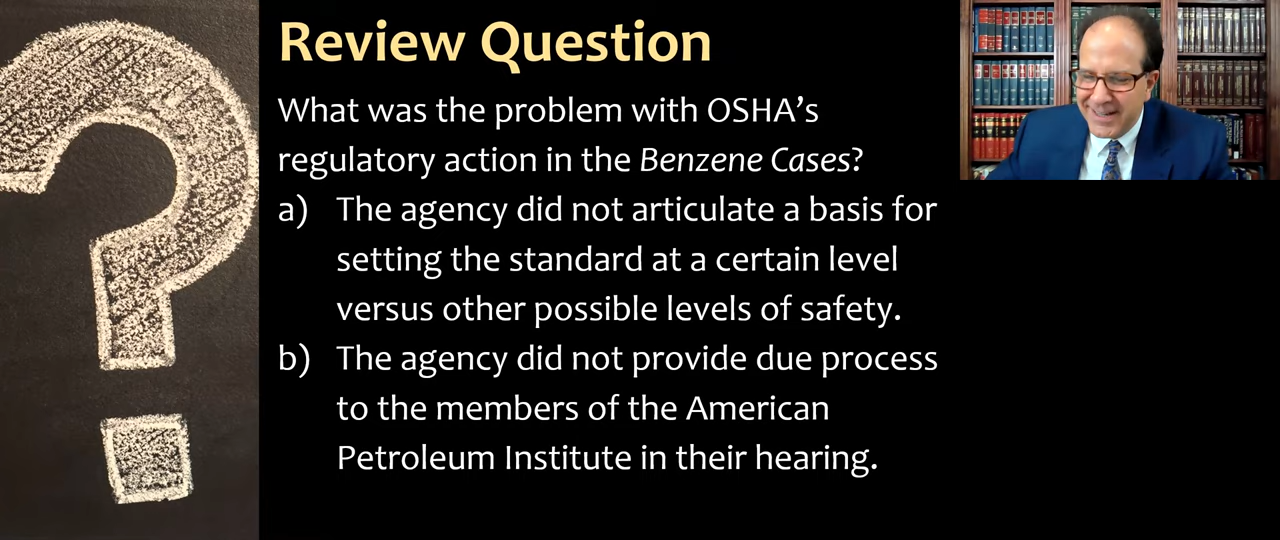 Review Question
What was the problem with OSHA’s
regulatory action in the Benzene Cases?
a) The agency did not articulate a basis for
setting the standard at a certain level
versus other possible levels of safety.
b) The agency did not provide due process
to the members of the American
Petroleum Institute in their hearing.